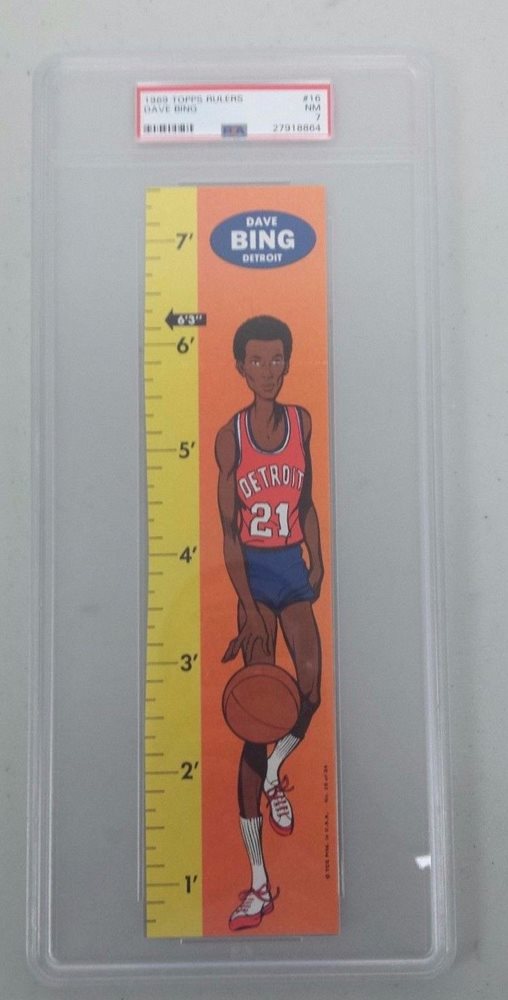 1969 TOPPS RULERS #16
DAVE BING NM
7
PSA 27918864
DAVE
BING
DETROIT
7'
6'3"
6'
5'
DETROIT
21
4'
3'
2'
1'